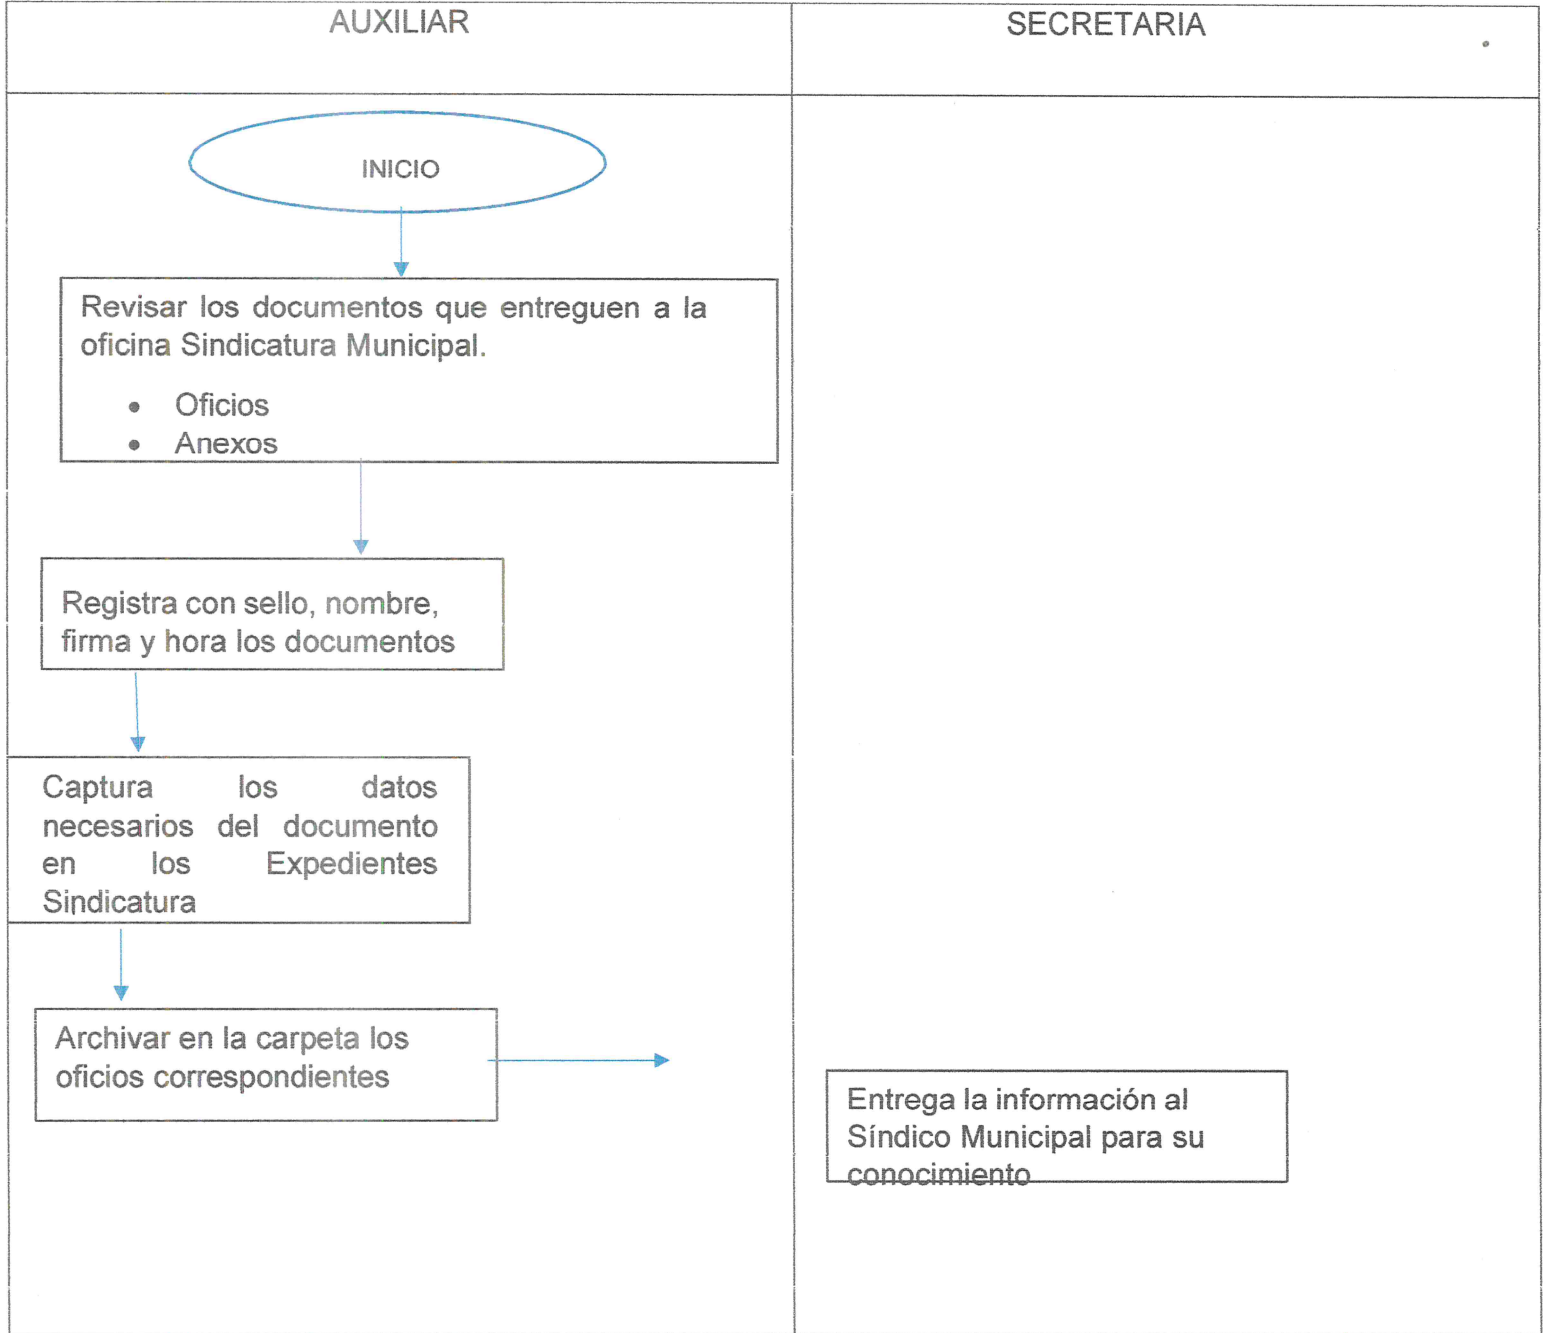 AUXILIAR
SECRETARIA
INICIO
Revisar los documentos que entreguen a la
oficina Sindicatura Municipal.
• Oficios
• Anexos
Registra con sello, nombre,
firma y hora los documentos
Captura los datos
necesarios del documento
en los Expedientes
Sindicatura
Archivar en la carpeta los
oficios correspondientes
Entrega la información al
Síndico Municipal para su
conocimiento